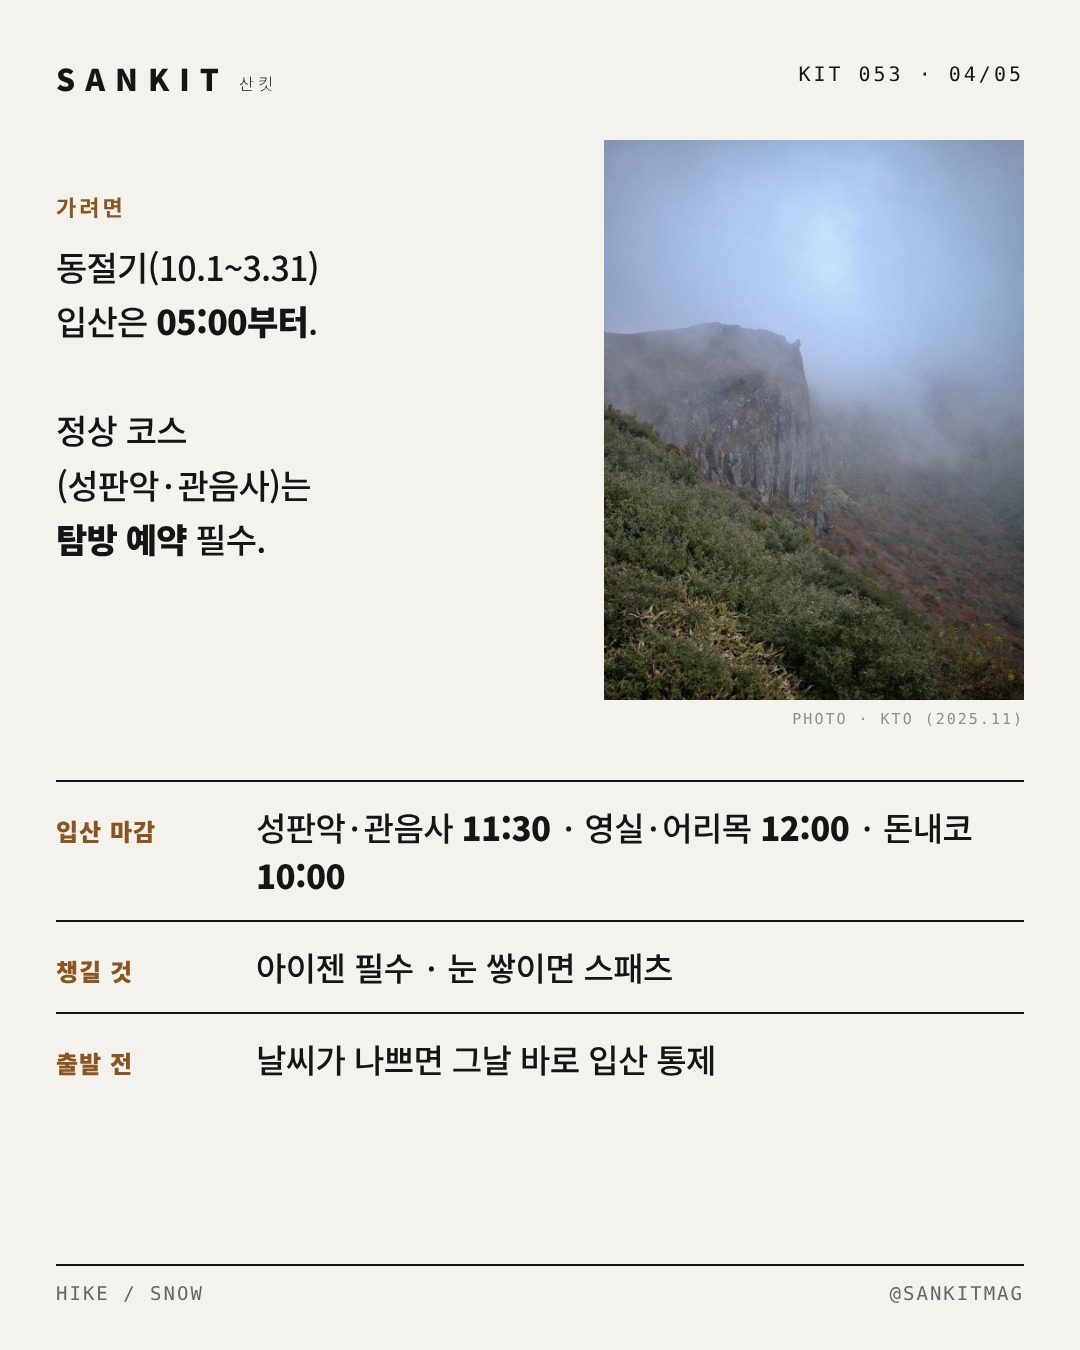 SANKIT 산킷
KIT 053 · 04/05
가려면
동절기(10.1~3.31)
입산은 05:00부터.
정상 코스
(성판악·관음사)는
탐방 예약 필수.
PHOTO · KTO (2025.11)
입산 마감
성판악·관음사 11:30 · 영실·어리목 12:00 · 돈내코
10:00
챙길 것
아이젠 필수 · 눈 쌓이면 스패츠
출발 전
날씨가 나쁘면 그날 바로 입산 통제
HIKE / SNOW
@SANKITMAG